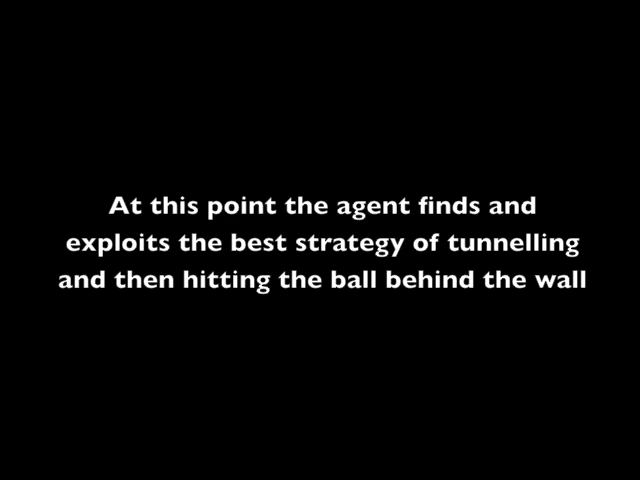 At this point the agent finds and
exploits the best strategy of tunnelling
and then hitting the ball behind the wall